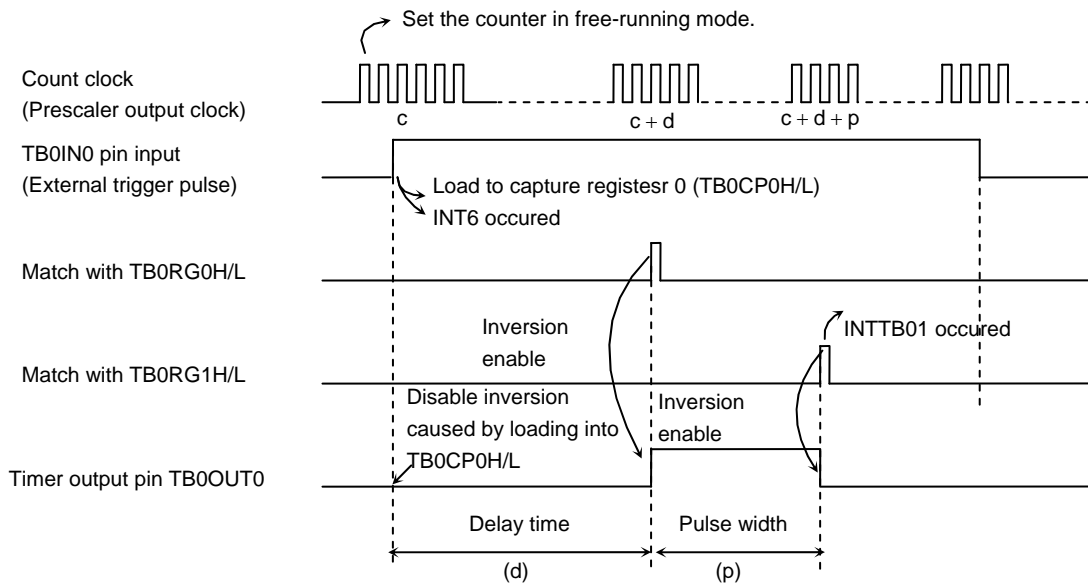 Set the counter in free-running mode.
Count clock
(Prescaler output clock)
c
c + d
c + d + p
TB0IN0 pin input
(External trigger pulse)
Load to capture registesr 0 (TB0CP0H/L)
INT6 occured
Match with TB0RG0H/L
Inversion
enable
INTTB01 occured
Match with TB0RG1H/L
Disable inversion
caused by loading into
TB0CP0H/L
Inversion
enable
Timer output pin TB0OUT0
Delay time
Pulse width
(d)
(p)